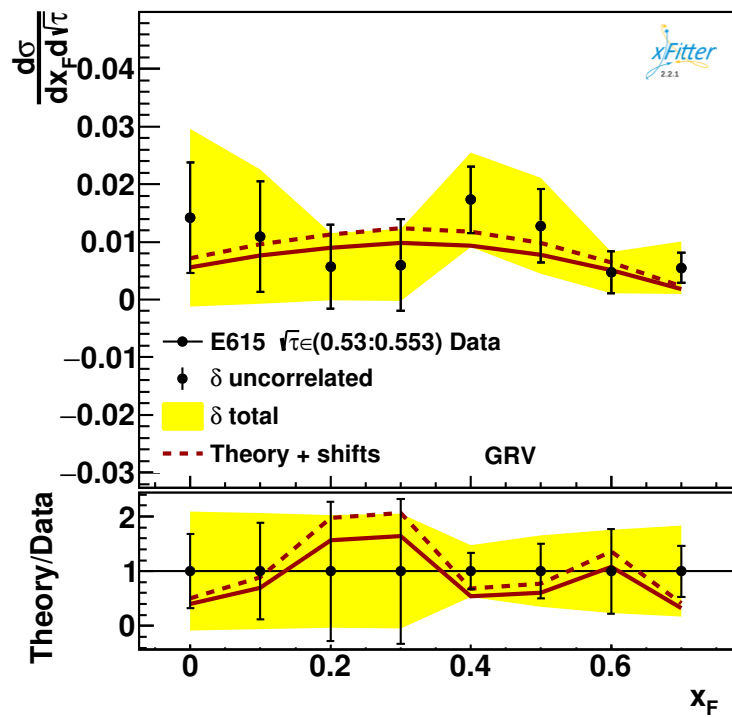 dσ
dx_F d√τ
xFitter
2.2.1
0.04
0.03
0.02
0.01
0
−0.01
−0.02
−0.03
E615 √τ∈(0.53:0.553) Data
δ uncorrelated
δ total
Theory + shifts GRV
Theory/Data
2
1
0
0 0.2 0.4 0.6
x_F